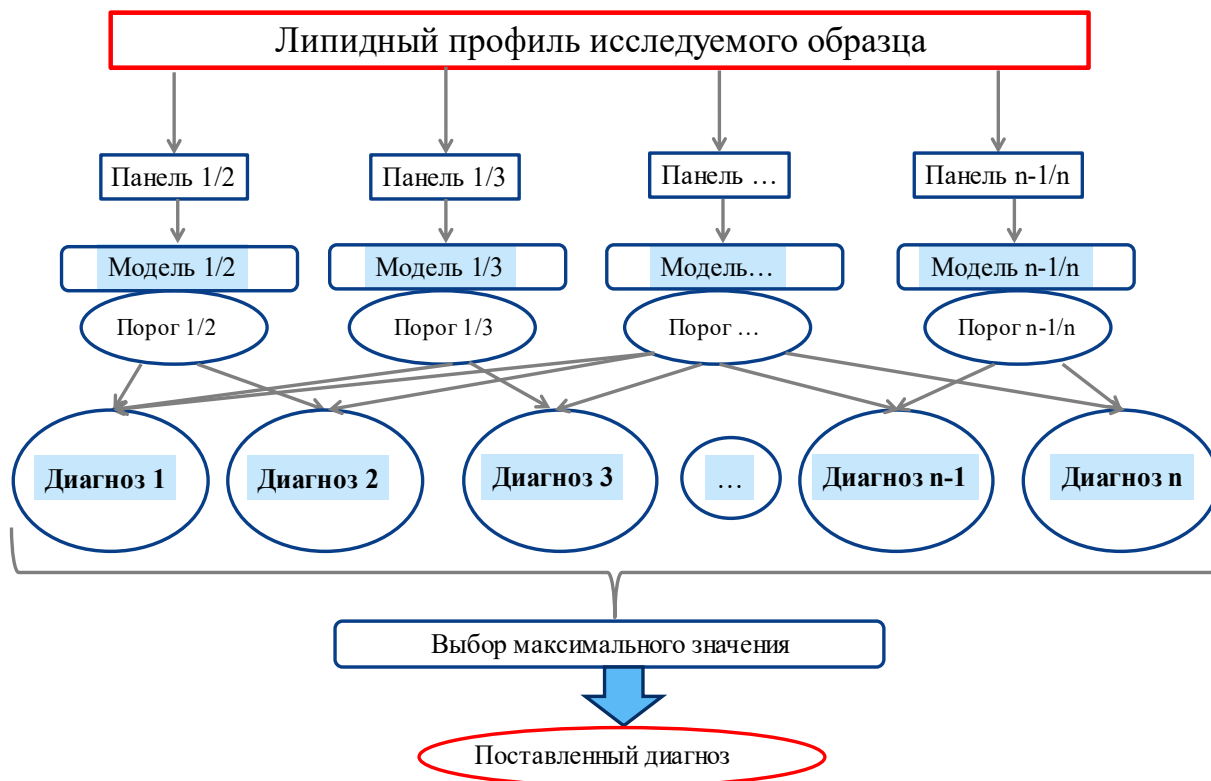 Липидный профиль исследуемого образца
Панель 1/2
Панель 1/3
Панель …
Панель n-1/n
Модель 1/2
Модель 1/3
Модель…
Модель n-1/n
Порог 1/2
Порог 1/3
Порог …
Порог n-1/n
Диагноз 1
Диагноз 2
Диагноз 3
…
Диагноз n-1
Диагноз n
Выбор максимального значения
Поставленный диагноз